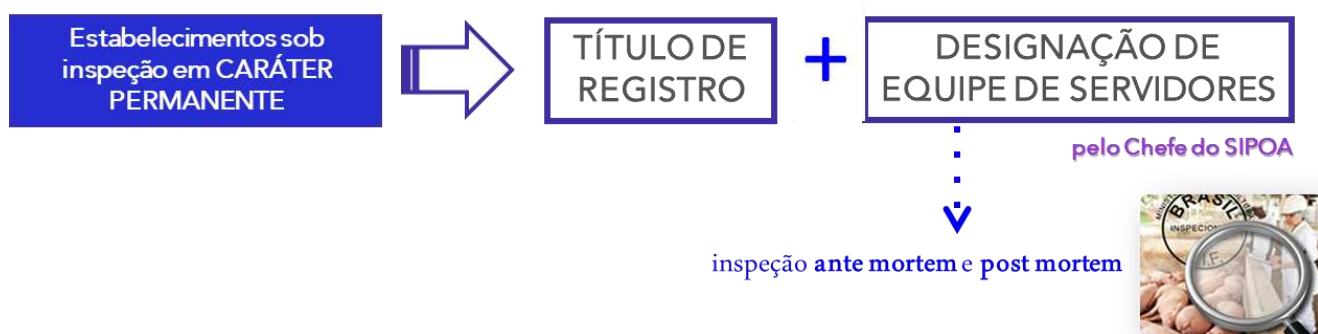 Estabelecimentos sob
inspeção em CARÁTER
PERMANENTE
TÍTULO DE
REGISTRO
+
DESIGNAÇÃO DE
EQUIPE DE SERVIDORES
pelo Chefe do SIPOA
inspeção ante mortem e post mortem
BRASIL